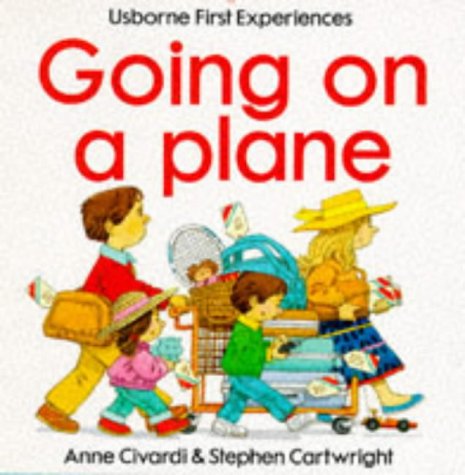 Usborne First Experiences
Going on
a plane
Anne Civardi & Stephen Cartwright